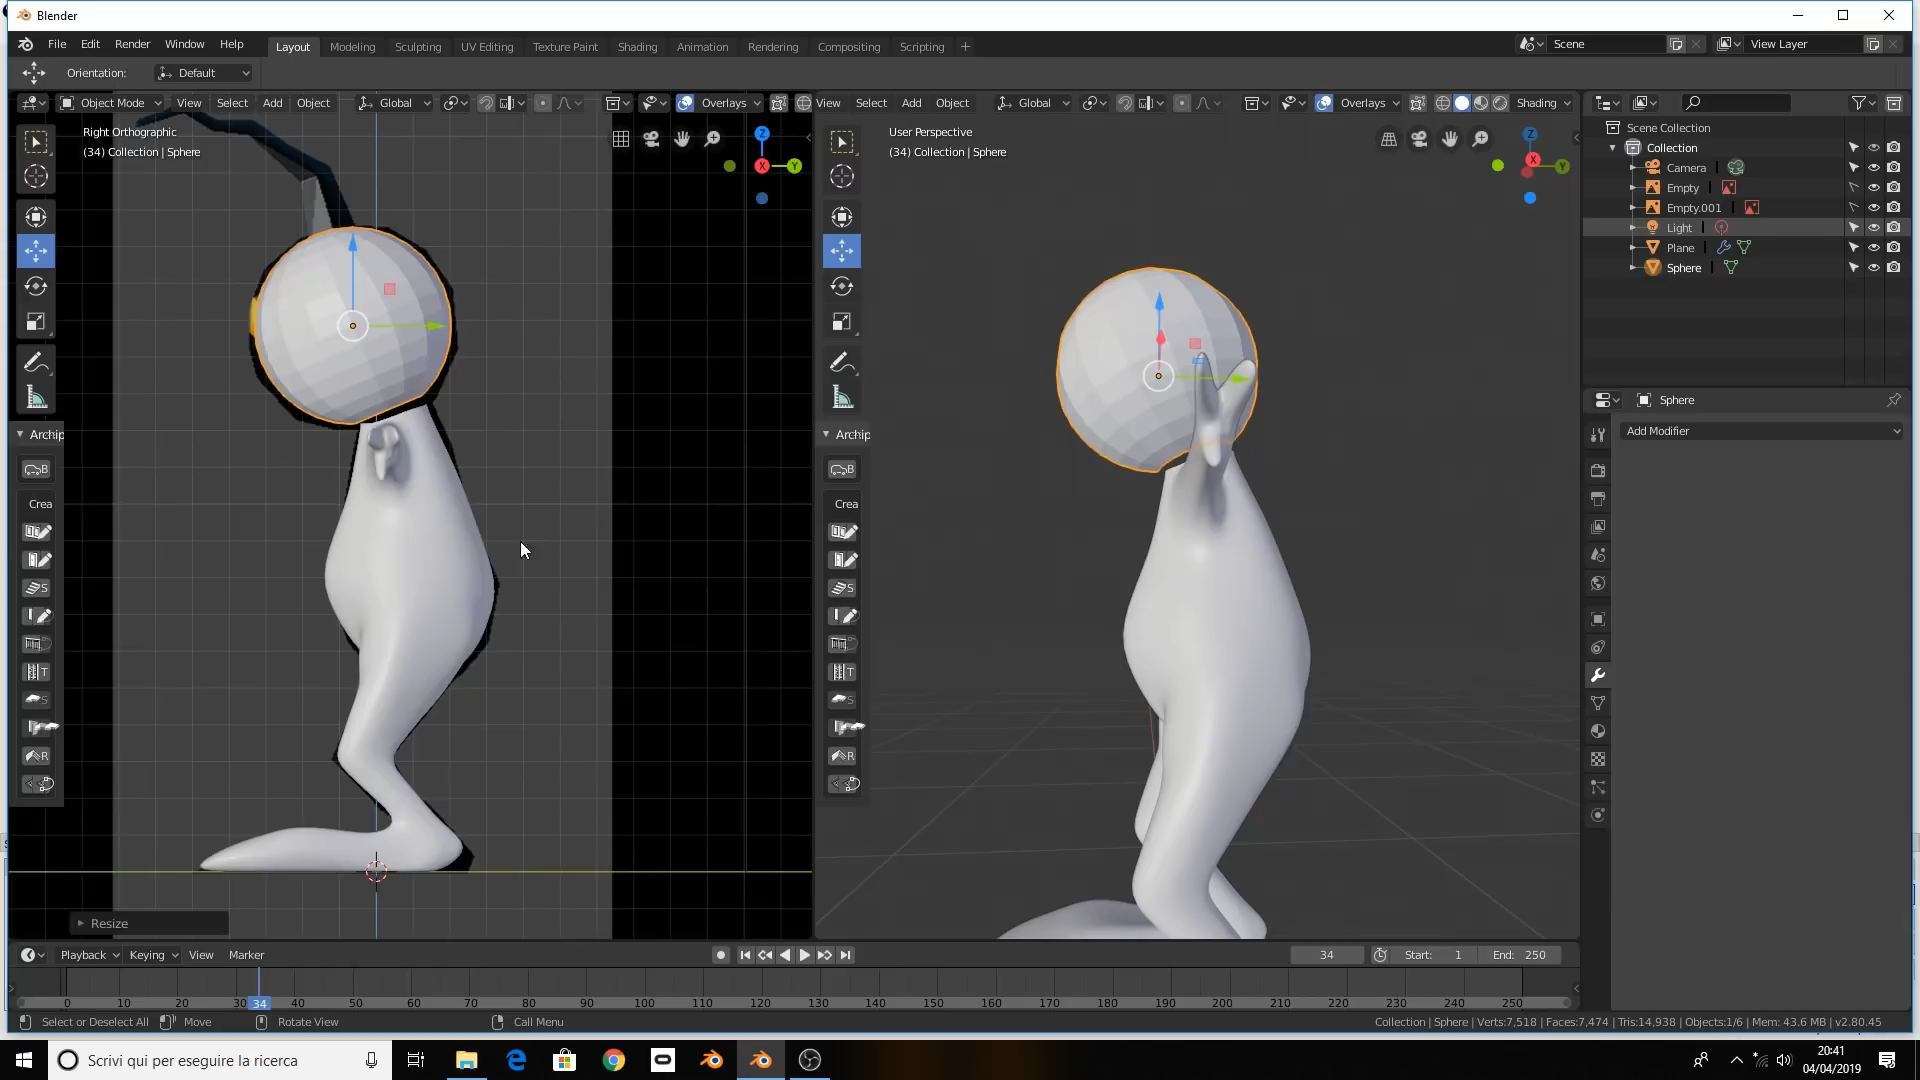 Blender
File Edit Render Window Help
Layout Modeling Sculpting UV Editing Texture Paint Shading Animation Rendering Compositing Scripting +
Scene
View Layer
Orientation: Default
Object Mode View Select Add Object Global Overlays
View Select Add Object Global Overlays Shading
Right Orthographic
(34) Collection | Sphere
Z
X
Y
User Perspective
(34) Collection | Sphere
Z
X
Y
Scene Collection
Collection
Camera
Empty
Empty.001
Light
Plane
Sphere
Sphere
Add Modifier
Archip
B
Crea
S
T
S
R
Archip
B
Crea
S
T
S
R
Resize
Playback Keying View Marker
34
Start: 1
End: 250
0 10 20 30 34 40 50 60 70 80 90 100 110 120 130 140 150 160 170 180 190 200 210 220 230 240 250
Select or Deselect All Move Rotate View Call Menu
Collection | Sphere | Verts:7,518 | Faces:7,474 | Tris:14,938 | Objects:1/6 | Mem: 43.6 MB | v2.80.45
Scrivi qui per eseguire la ricerca
20:41
04/04/2019